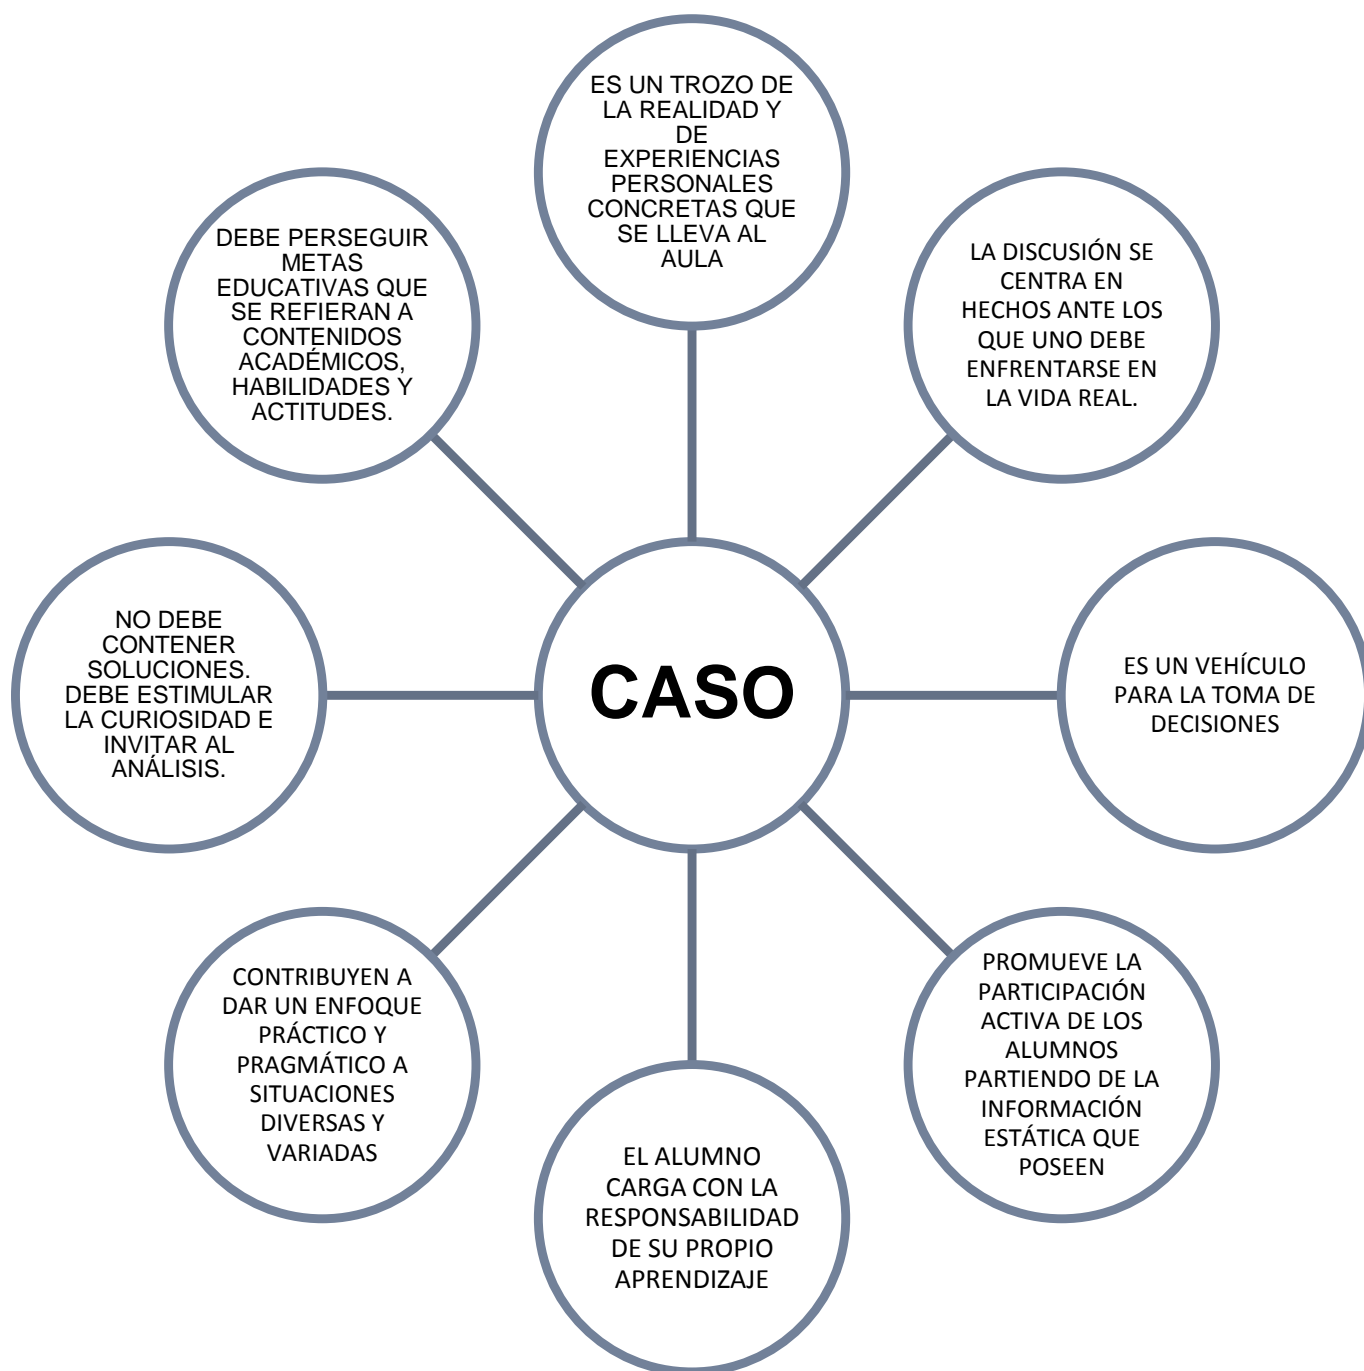 ES UN TROZO DE
LA REALIDAD Y
DE
EXPERIENCIAS
PERSONALES
CONCRETAS QUE
SE LLEVA AL
AULA
LA DISCUSIÓN SE
CENTRA EN
HECHOS ANTE LOS
QUE UNO DEBE
ENFRENTARSE EN
LA VIDA REAL.
ES UN VEHÍCULO
PARA LA TOMA DE
DECISIONES
PROMUEVE LA
PARTICIPACIÓN
ACTIVA DE LOS
ALUMNOS
PARTIENDO DE LA
INFORMACIÓN
ESTÁTICA QUE
POSEEN
EL ALUMNO
CARGA CON LA
RESPONSABILIDAD
DE SU PROPIO
APRENDIZAJE
CONTRIBUYEN A
DAR UN ENFOQUE
PRÁCTICO Y
PRAGMÁTICO A
SITUACIONES
DIVERSAS Y
VARIADAS
NO DEBE
CONTENER
SOLUCIONES.
DEBE ESTIMULAR
LA CURIOSIDAD E
INVITAR AL
ANÁLISIS.
DEBE PERSEGUIR
METAS
EDUCATIVAS QUE
SE REFIERAN A
CONTENIDOS
ACADÉMICOS,
HABILIDADES Y
ACTITUDES.
CASO